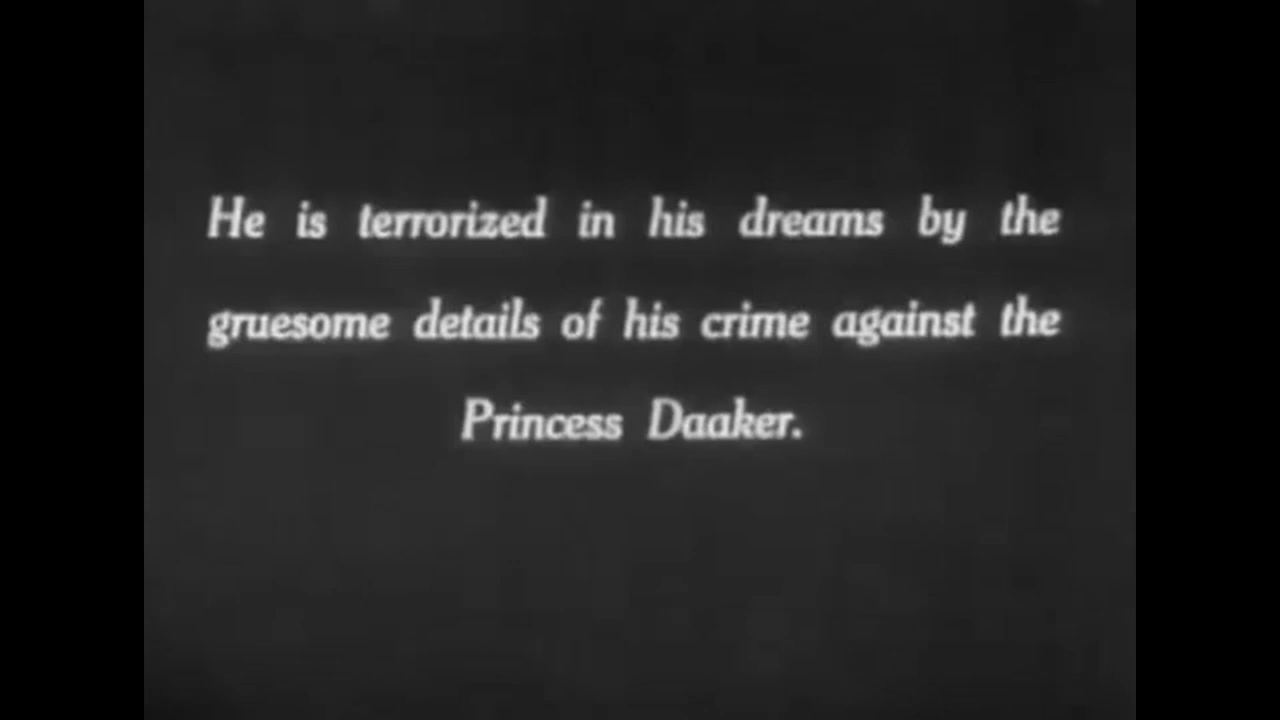 He is terrorized in his dreams by the
gruesome details of his crime against the
Princess Daaker.